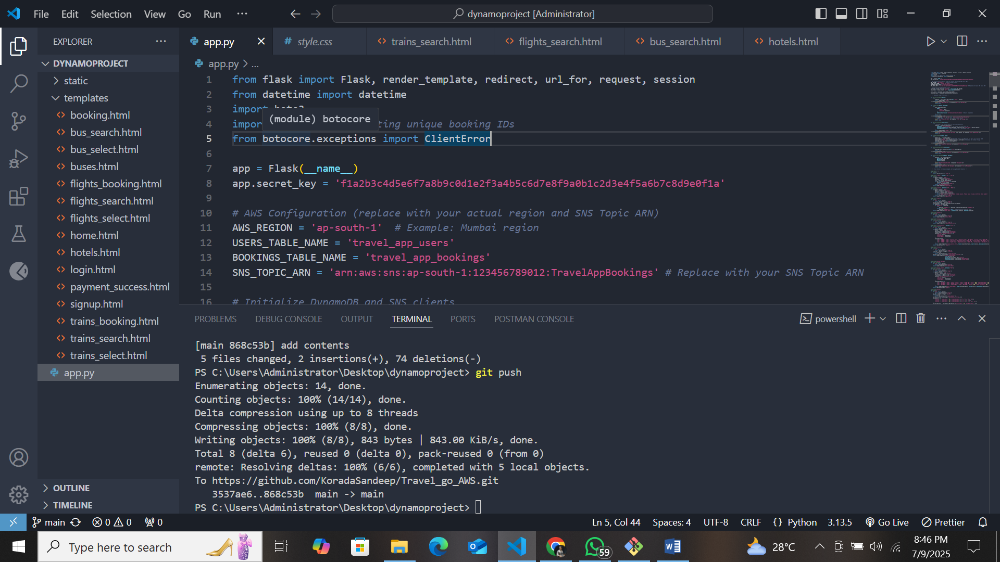 File Edit Selection View Go Run ...
dynamoproject [Administrator]
EXPLORER
DYNAMOPROJECT
static
templates
booking.html
bus_search.html
bus_select.html
buses.html
flights_booking.html
flights_search.html
flights_select.html
home.html
hotels.html
login.html
payment_success.html
signup.html
trains_booking.html
trains_search.html
trains_select.html
app.py
OUTLINE
TIMELINE
app.py
# style.css
<> trains_search.html
<> flights_search.html
<> bus_search.html
<> hotels.html
app.py > ...
1 from flask import Flask, render_template, redirect, url_for, request, session
2 from datetime import datetime
3 import
(module) botocore
4 impor ting unique booking IDs
5 from botocore.exceptions import ClientError
6
7 app = Flask(__name__)
8 app.secret_key = 'f1a2b3c4d5e6f7a8b9c0d1e2f3a4b5c6d7e8f9a0b1c2d3e4f5a6b7c8d9e0f1a'
9
10 # AWS Configuration (replace with your actual region and SNS Topic ARN)
11 AWS_REGION = 'ap-south-1'  # Example: Mumbai region
12 USERS_TABLE_NAME = 'travel_app_users'
13 BOOKINGS_TABLE_NAME = 'travel_app_bookings'
14 SNS_TOPIC_ARN = 'arn:aws:sns:ap-south-1:123456789012:TravelAppBookings' # Replace with your SNS Topic ARN
15
16 # Initialize DynamoDB and SNS clients
PROBLEMS DEBUG CONSOLE OUTPUT TERMINAL PORTS POSTMAN CONSOLE
powershell
[main 868c53b] add contents
5 files changed, 2 insertions(+), 74 deletions(-)
PS C:\Users\Administrator\Desktop\dynamoproject> git push
Enumerating objects: 14, done.
Counting objects: 100% (14/14), done.
Delta compression using up to 8 threads
Compressing objects: 100% (8/8), done.
Writing objects: 100% (8/8), 843 bytes | 843.00 KiB/s, done.
Total 8 (delta 6), reused 0 (delta 0), pack-reused 0 (from 0)
remote: Resolving deltas: 100% (6/6), completed with 5 local objects.
To https://github.com/KoradaSandeep/Travel_go_AWS.git
3537ae6..868c53b  main -> main
PS C:\Users\Administrator\Desktop\dynamoproject>
main 0 0 0
Ln 5, Col 44 Spaces: 4 UTF-8 CRLF {} Python 3.13.5 Go Live Prettier
Type here to search
59
28°C
8:46 PM
7/9/2025